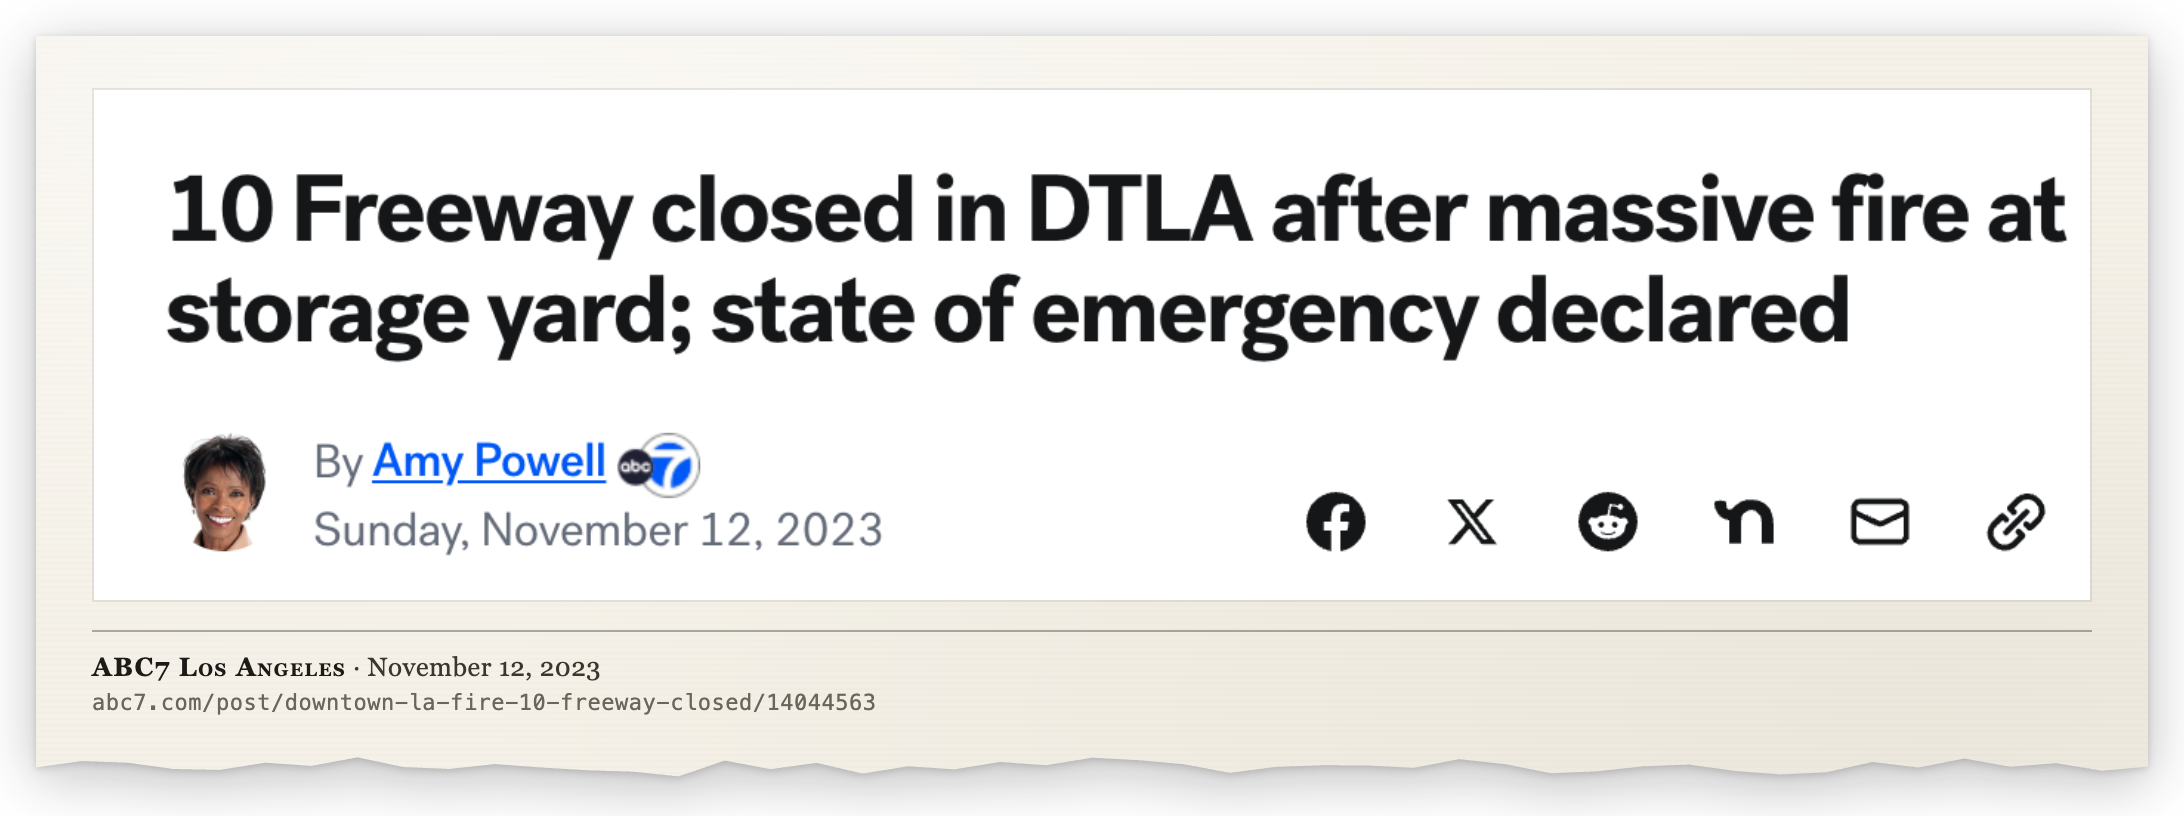 10 Freeway closed in DTLA after massive fire at
storage yard; state of emergency declared
By Amy Powell abc 7
Sunday, November 12, 2023
ABC7 Los Angeles · November 12, 2023
abc7.com/post/downtown-la-fire-10-freeway-closed/14044563